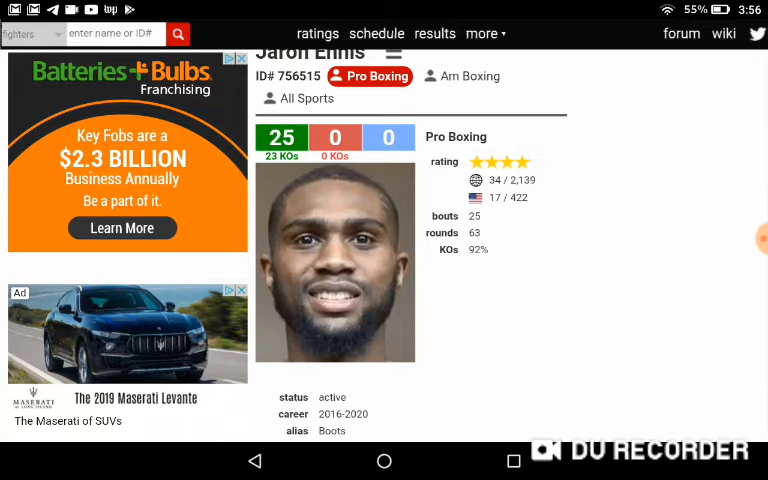 55% 3:56
fighters enter name or ID# ratings schedule results more forum wiki
Jaron Ennis
ID# 756515 Pro Boxing Am Boxing
All Sports
Batteries+Bulbs
Franchising
Key Fobs are a
$2.3 BILLION
Business Annually
Be a part of it.
Learn More
25 0 0
23 KOs 0 KOs
Pro Boxing
rating
34 / 2,139
17 / 422
bouts 25
rounds 63
KOs 92%
Ad
MASERATI
The 2019 Maserati Levante
The Maserati of SUVs
status active
career 2016-2020
alias Boots
DU RECORDER